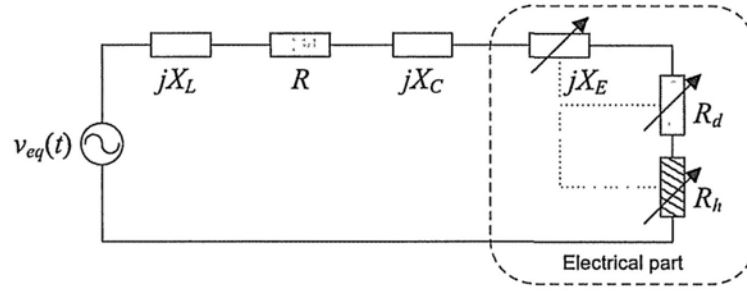 jX_L
R
jX_C
jX_E
R_d
v_eq(t)
R_h
Electrical part